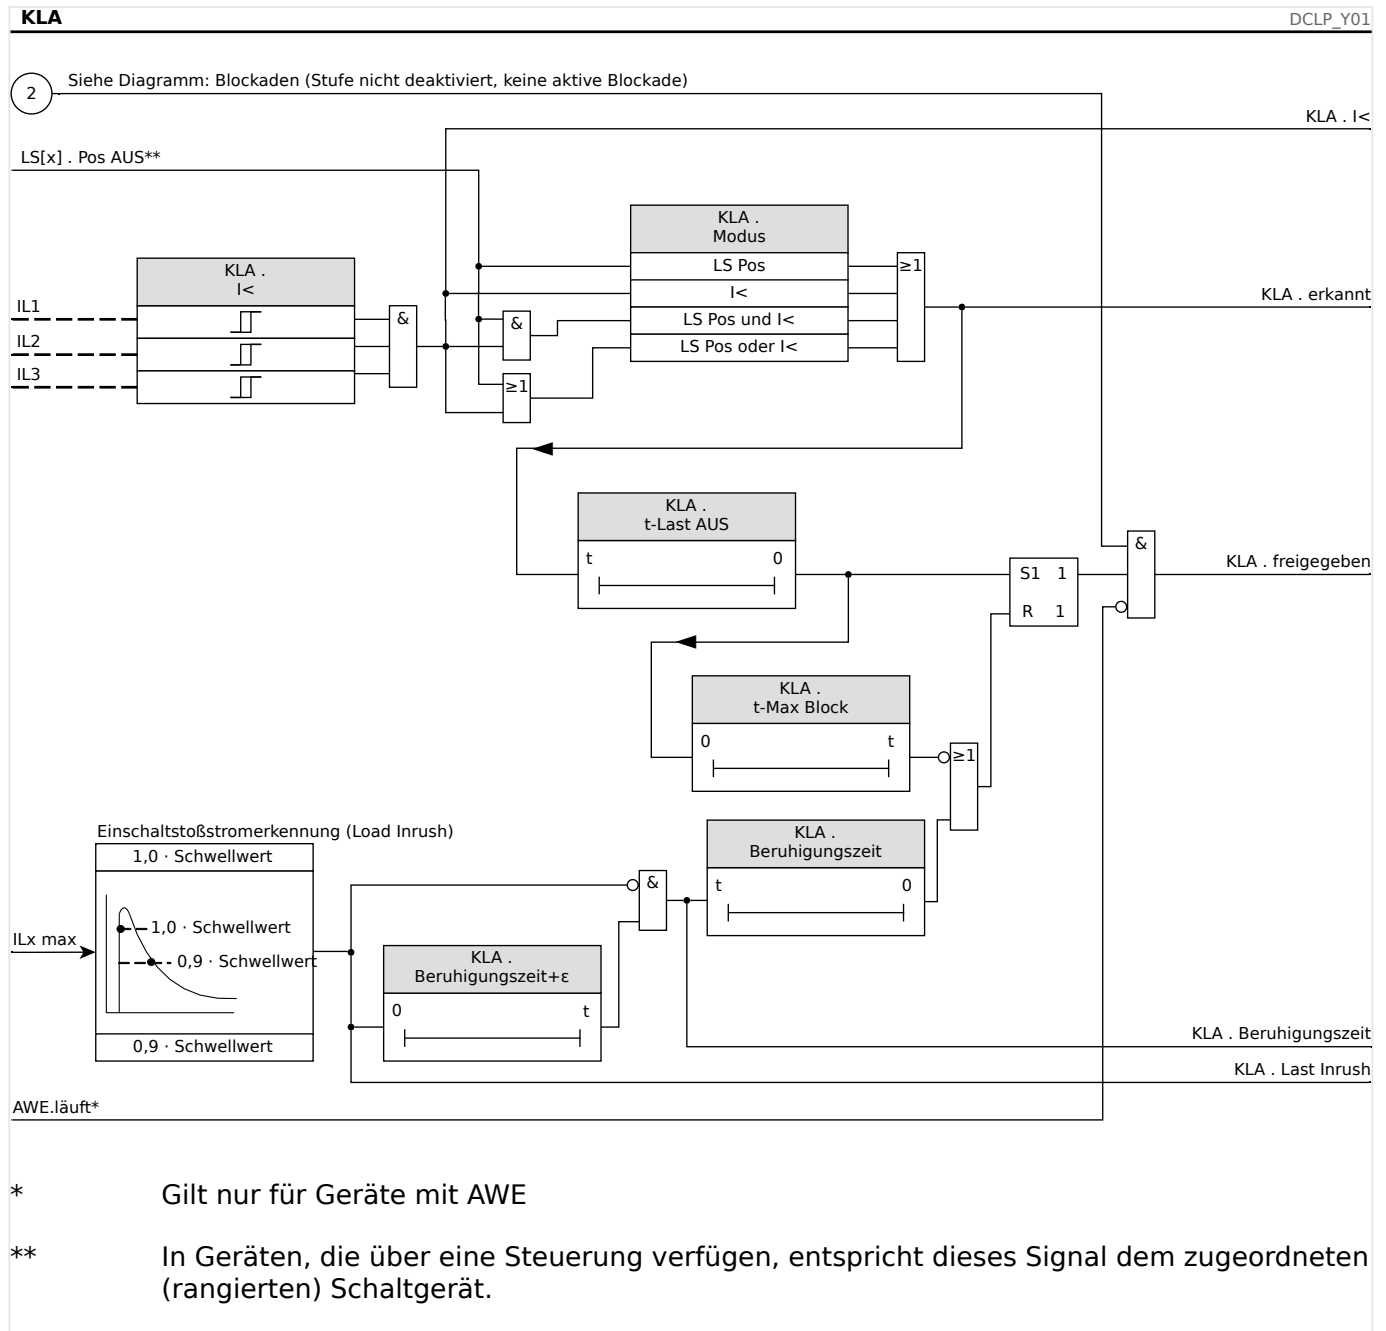 KLA
DCLP_Y01
2
Siehe Diagramm: Blockaden (Stufe nicht deaktiviert, keine aktive Blockade)
KLA . I<
LS[x] . Pos AUS**
KLA .
Modus
LS Pos
I<
LS Pos und I<
LS Pos oder I<
≥1
KLA .
I<
IL1
IL2
IL3
&
&
≥1
KLA . erkannt
KLA .
t-Last AUS
t 0
S1 1
R 1
&
KLA . freigegeben
KLA .
t-Max Block
0 t
≥1
KLA .
Beruhigungszeit
t 0
Einschaltstoßstromerkennung (Load Inrush)
1,0 · Schwellwert
1,0 · Schwellwert
0,9 · Schwellwert
0,9 · Schwellwert
ILx max
&
KLA .
Beruhigungszeit+ε
0 t
KLA . Beruhigungszeit
KLA . Last Inrush
AWE.läuft*
* Gilt nur für Geräte mit AWE
** In Geräten, die über eine Steuerung verfügen, entspricht dieses Signal dem zugeordneten
(rangierten) Schaltgerät.